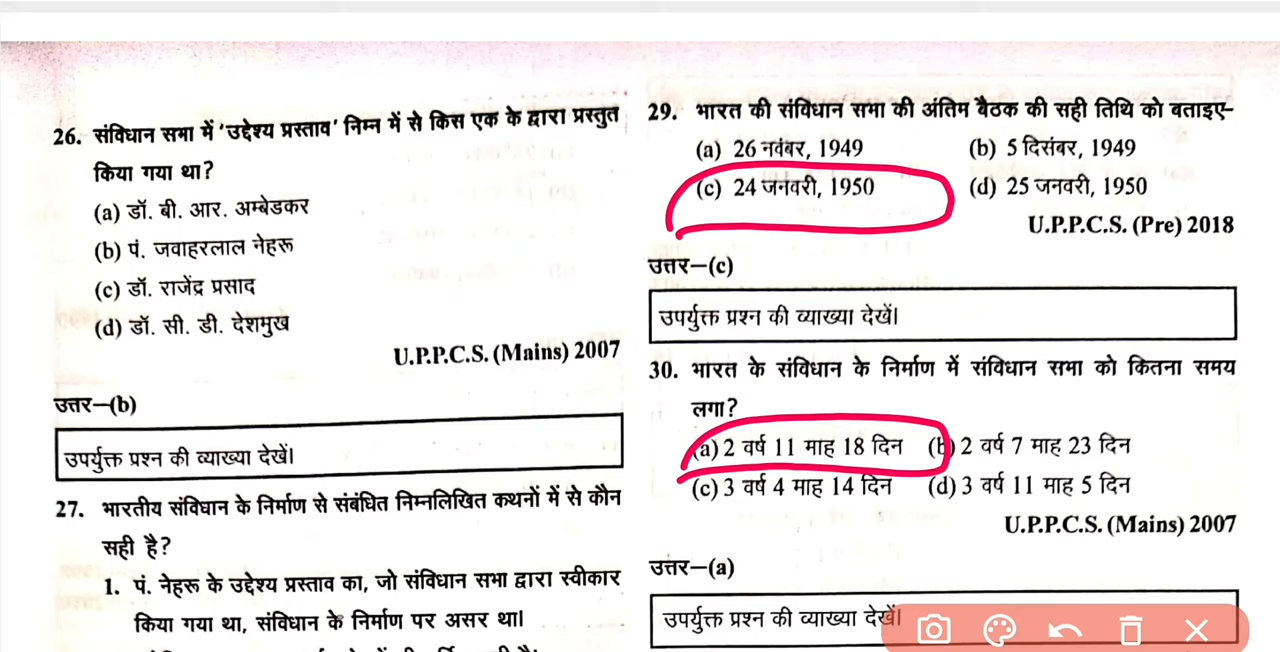 26. संविधान सभा में 'उद्देश्य प्रस्ताव' निम्न में से किस एक के द्वारा प्रस्तुत
किया गया था?
(a) डॉ. बी. आर. अम्बेडकर
(b) पं. जवाहरलाल नेहरू
(c) डॉ. राजेंद्र प्रसाद
(d) डॉ. सी. डी. देशमुख
U.P.P.C.S. (Mains) 2007
उत्तर—(b)
उपर्युक्त प्रश्न की व्याख्या देखें।
27. भारतीय संविधान के निर्माण से संबंधित निम्नलिखित कथनों में से कौन
सही है?
1. पं. नेहरू के उद्देश्य प्रस्ताव का, जो संविधान सभा द्वारा स्वीकार
किया गया था, संविधान के निर्माण पर असर था।
29. भारत की संविधान सभा की अंतिम बैठक की सही तिथि को बताइए–
(a) 26 नवंबर, 1949 (b) 5 दिसंबर, 1949
(c) 24 जनवरी, 1950 (d) 25 जनवरी, 1950
U.P.P.C.S. (Pre) 2018
उत्तर—(c)
उपर्युक्त प्रश्न की व्याख्या देखें।
30. भारत के संविधान के निर्माण में संविधान सभा को कितना समय
लगा?
(a) 2 वर्ष 11 माह 18 दिन (b) 2 वर्ष 7 माह 23 दिन
(c) 3 वर्ष 4 माह 14 दिन (d) 3 वर्ष 11 माह 5 दिन
U.P.P.C.S. (Mains) 2007
उत्तर—(a)
उपर्युक्त प्रश्न की व्याख्या देखें।